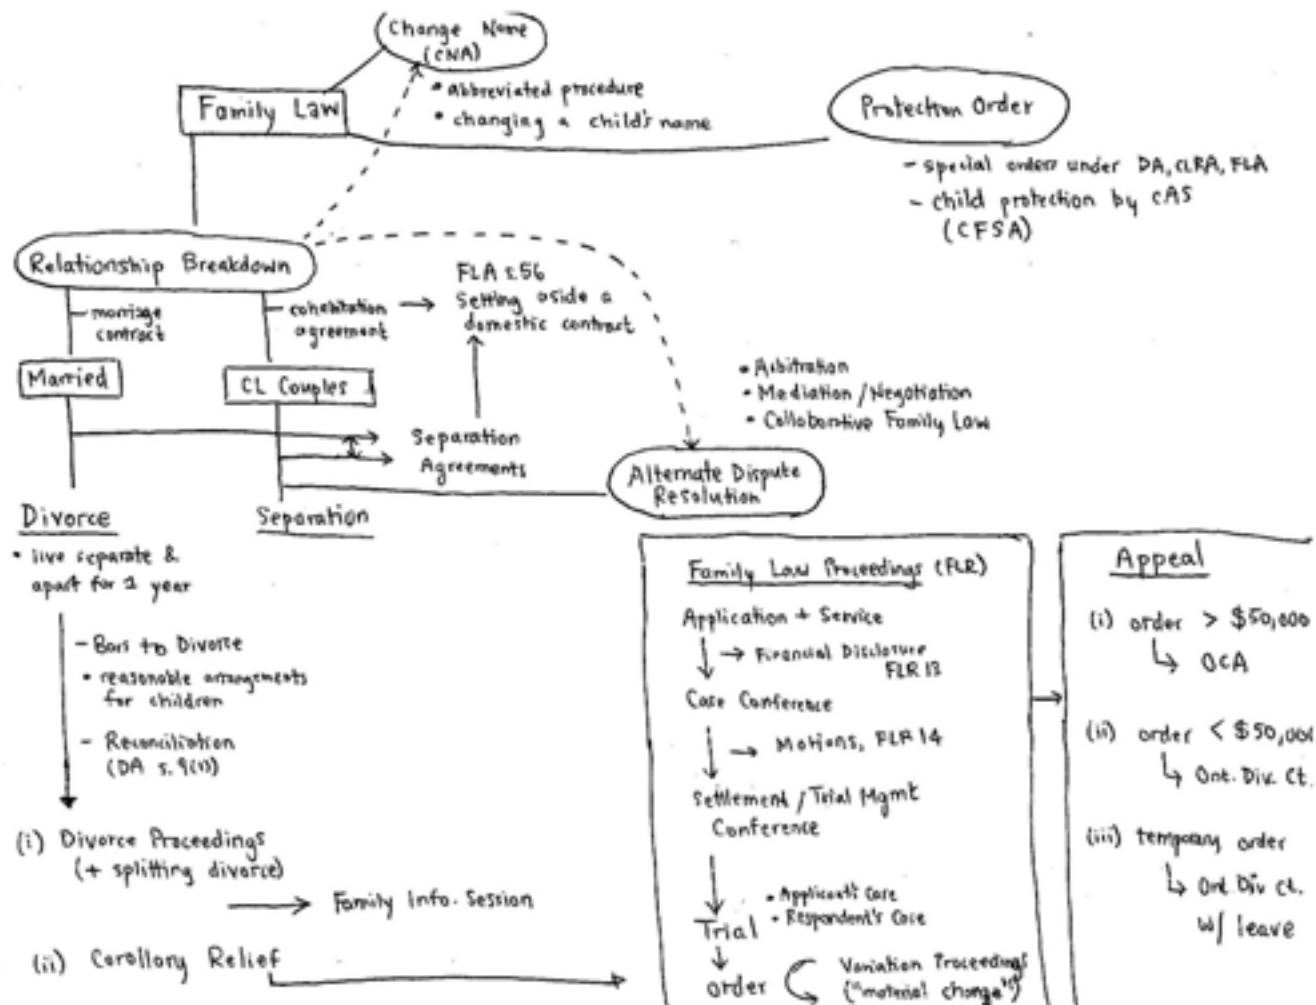 Change Name
(CNA)
Family Law
• Abbreviated procedure
• changing a child's name
Protection Order
- special orders under DA, CLRA, FLA
- child protection by CAS
(CFSA)
Relationship Breakdown
- marriage
contract
- cohabitation
agreement
FLA s.56
Setting aside a
domestic contract
Married
CL Couples
• Arbitration
• Mediation / Negotiation
• Collaborative Family Law
Separation
Agreements
Alternate Dispute
Resolution
Divorce
Separation
• live separate &
apart for 1 year
- Bars to Divorce
• reasonable arrangements
for children
- Reconciliation
(DA s. 9(1))
(i) Divorce Proceedings
(+ splitting divorce)
Family Info. Session
(ii) Corollory Relief
Family Law Proceedings (FLR)
Application + Service
→ Financial Disclosure
FLR 13
Case Conference
→ Motions, FLR 14
Settlement / Trial Mgmt
Conference
• Applicant's Case
Trial • Respondent's Case
order Variation Proceedings
("material change")
Appeal
(i) order > $50,000
↳ OCA
(ii) order < $50,000
↳ Ont. Div. Ct.
(iii) temporary order
↳ Ont. Div Ct.
w/ leave